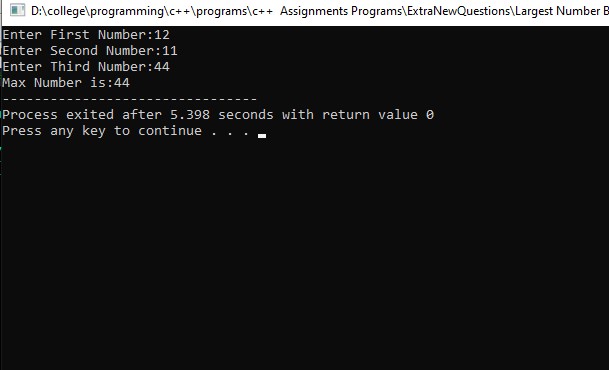 D:\college\programming\c++\programs\c++  Assignments Programs\ExtraNewQuestions\Largest Number B
Enter First Number:12
Enter Second Number:11
Enter Third Number:44
Max Number is:44
--------------------------------
Process exited after 5.398 seconds with return value 0
Press any key to continue . . .